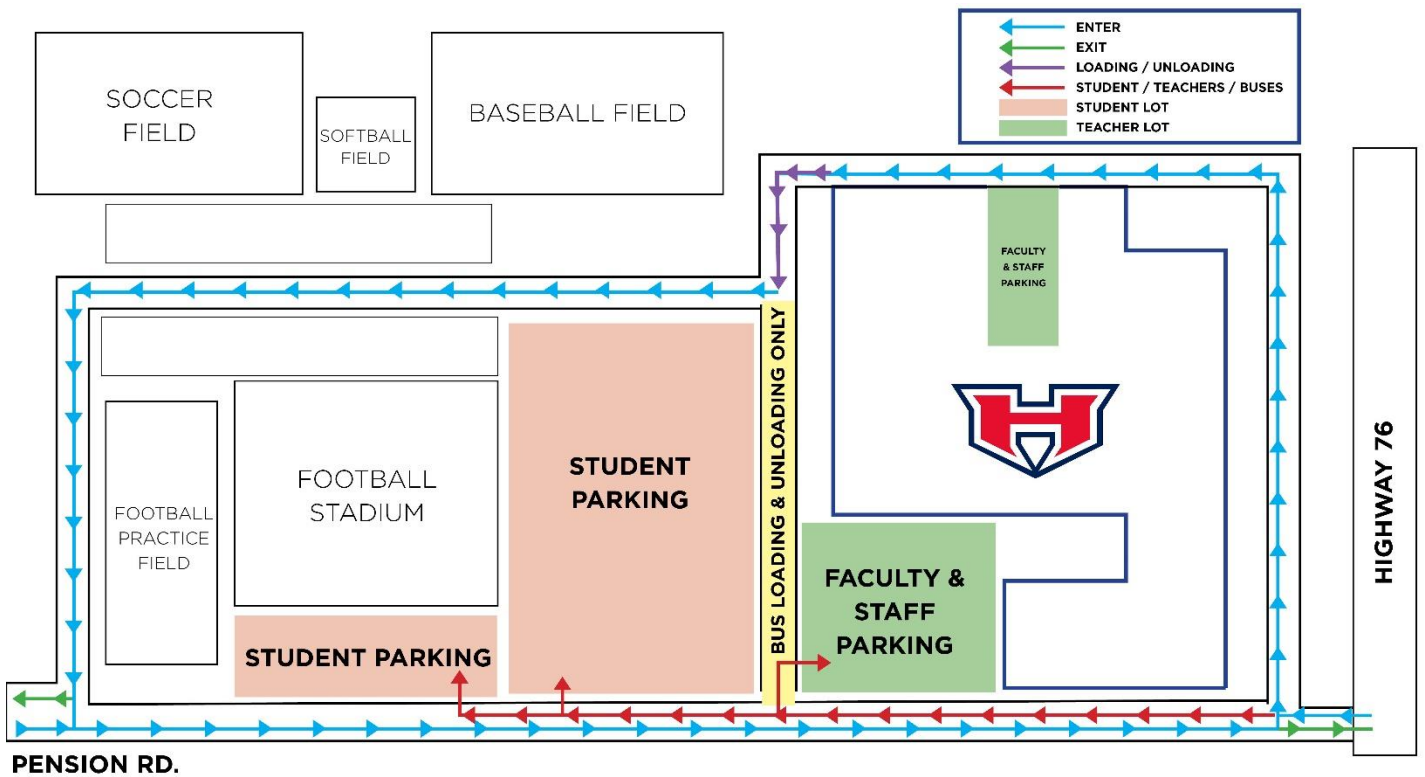 ENTER
EXIT
LOADING / UNLOADING
STUDENT / TEACHERS / BUSES
STUDENT LOT
TEACHER LOT
SOCCER
FIELD
SOFTBALL
FIELD
BASEBALL FIELD
FACULTY
& STAFF
PARKING
HIGHWAY 76
BUS LOADING & UNLOADING ONLY
STUDENT
PARKING
FOOTBALL
STADIUM
FOOTBALL
PRACTICE
FIELD
H
FACULTY &
STAFF
PARKING
STUDENT PARKING
PENSION RD.